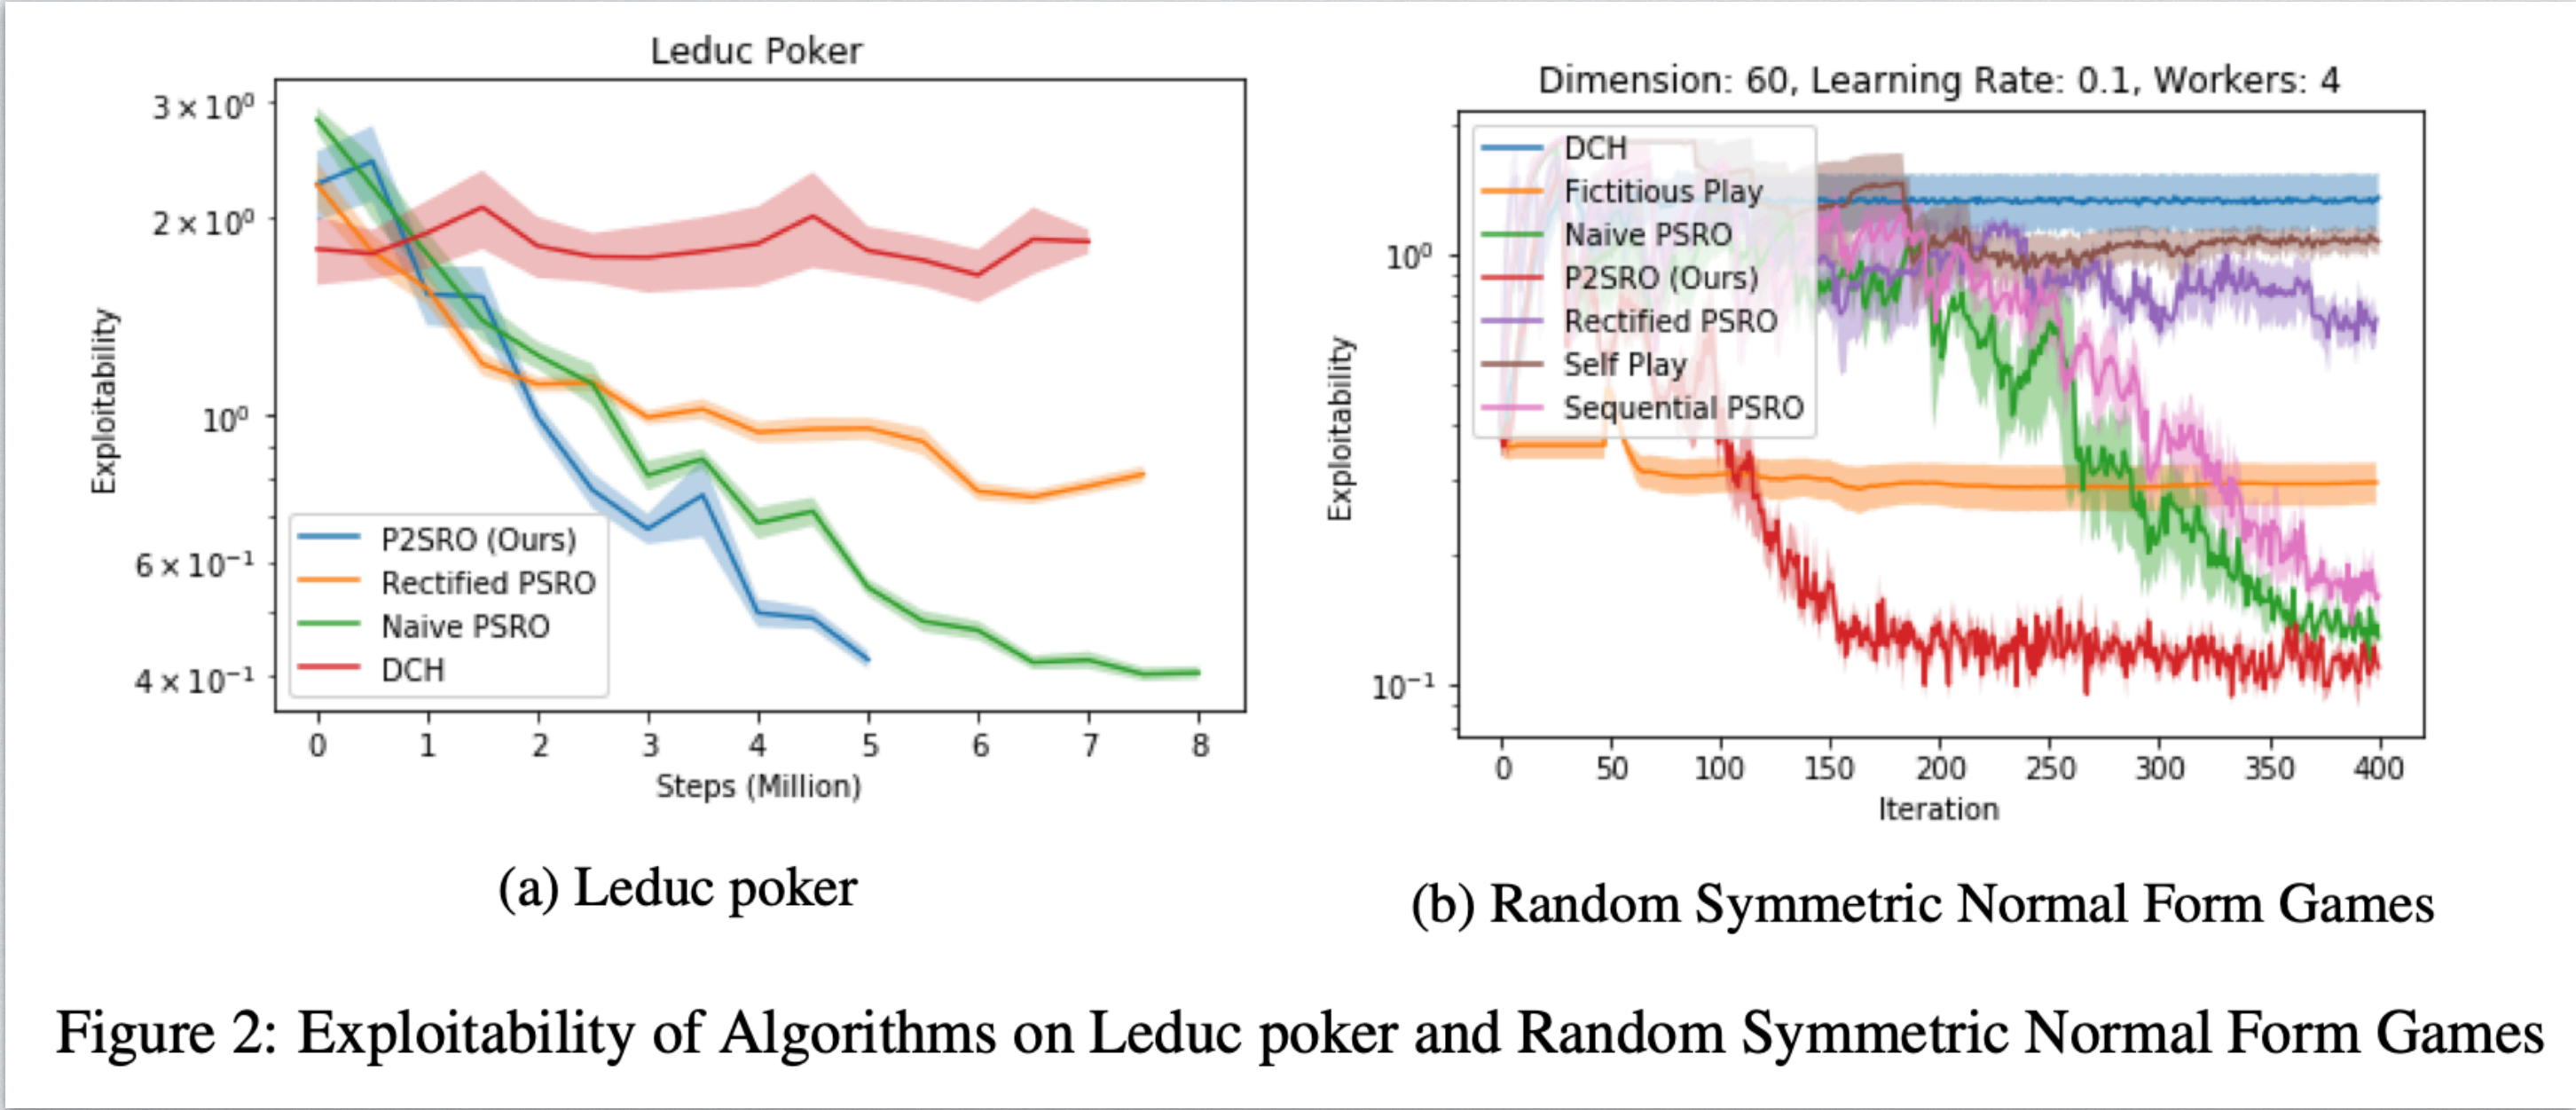 Leduc Poker
3 × 10⁰
2 × 10⁰
10⁰
6 × 10⁻¹
4 × 10⁻¹
Exploitability
P2SRO (Ours)
Rectified PSRO
Naive PSRO
DCH
0 1 2 3 4 5 6 7 8
Steps (Million)
(a) Leduc poker
Dimension: 60, Learning Rate: 0.1, Workers: 4
10⁰
10⁻¹
Exploitability
DCH
Fictitious Play
Naive PSRO
P2SRO (Ours)
Rectified PSRO
Self Play
Sequential PSRO
0 50 100 150 200 250 300 350 400
Iteration
(b) Random Symmetric Normal Form Games
Figure 2: Exploitability of Algorithms on Leduc poker and Random Symmetric Normal Form Games